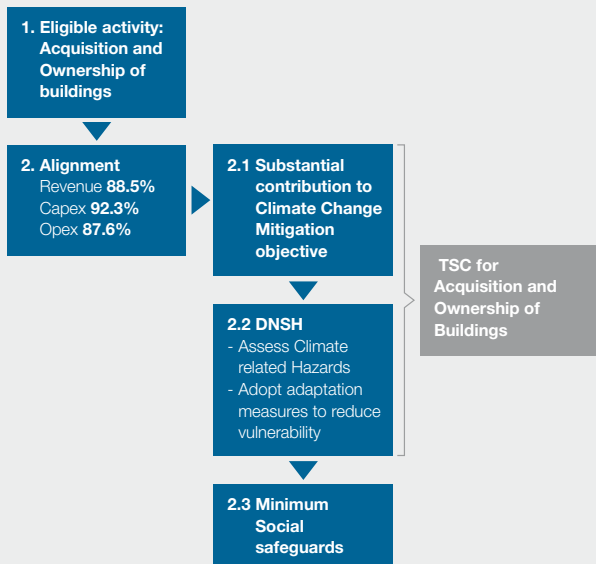 1. Eligible activity:
Acquisition and
Ownership of
buildings
2. Alignment
Revenue 88.5%
Capex 92.3%
Opex 87.6%
2.1 Substantial
contribution to
Climate Change
Mitigation
objective
TSC for
Acquisition and
Ownership of
Buildings
2.2 DNSH
- Assess Climate
related Hazards
- Adopt adaptation
measures to reduce
vulnerability
2.3 Minimum
Social
safeguards